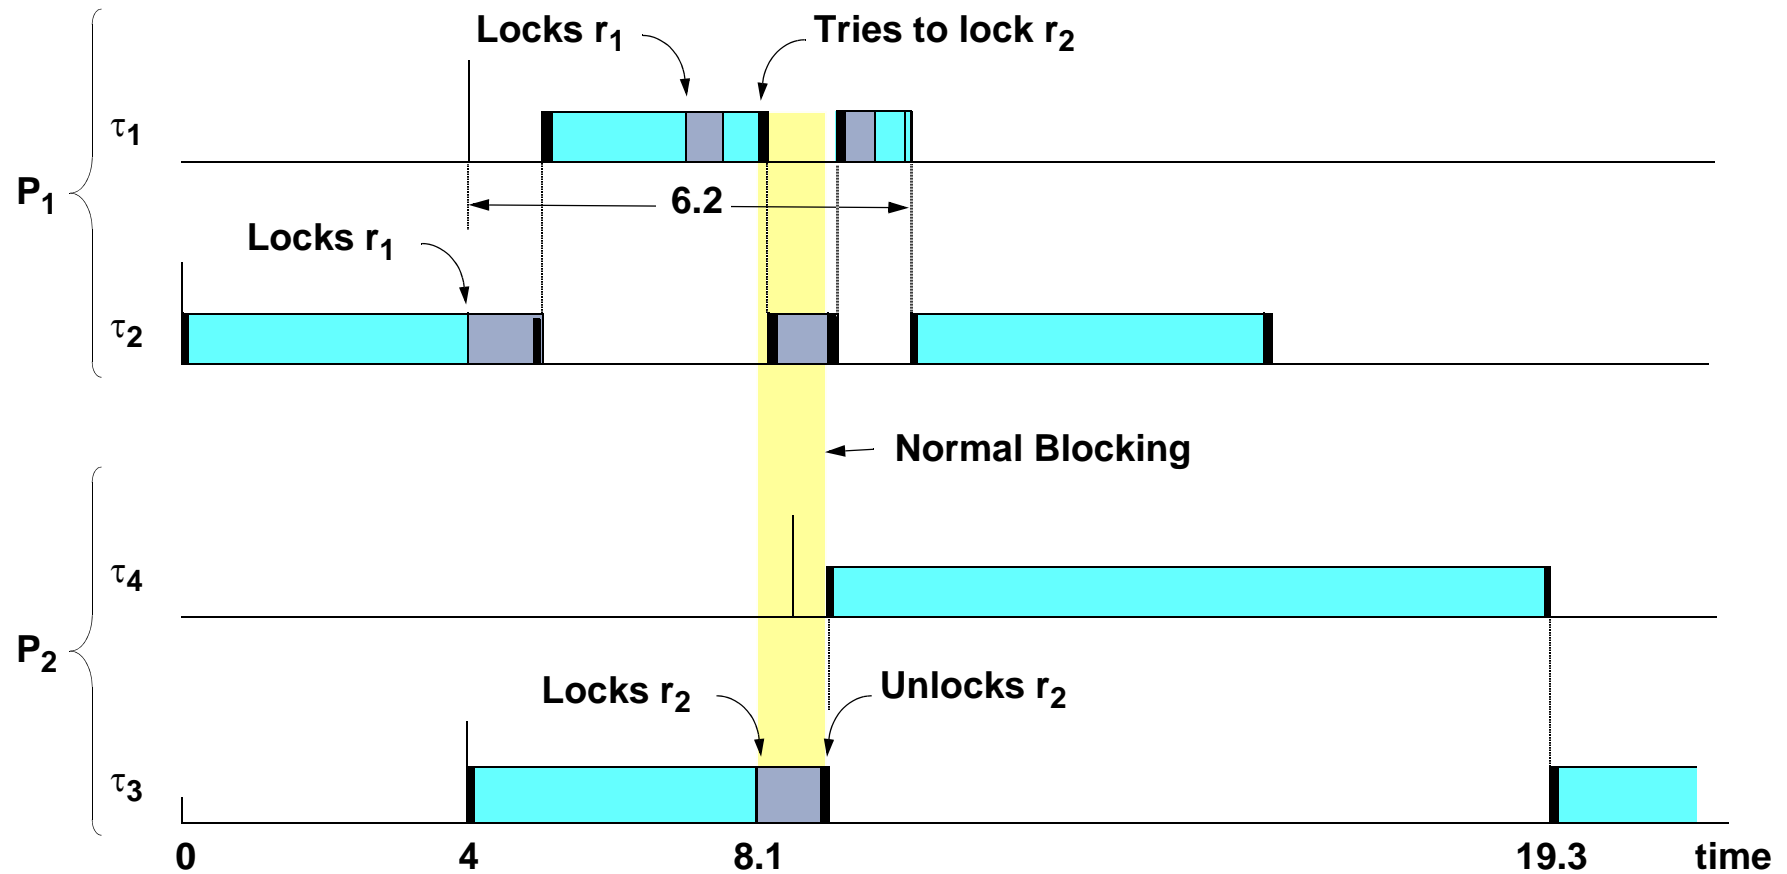 Locks r1
Tries to lock r2
τ1
P1
6.2
Locks r1
τ2
Normal Blocking
τ4
P2
Locks r2
Unlocks r2
τ3
0 4 8.1 19.3 time